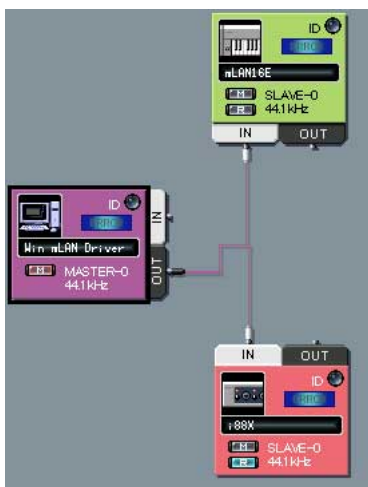 ID
mLAN16E
M SLAVE-0
R 44.1kHz
IN OUT
ID
IN
Win mLAN Driver
M MASTER-0
44.1kHz
OUT
IN OUT
ID
i88X
M SLAVE-0
R 44.1kHz